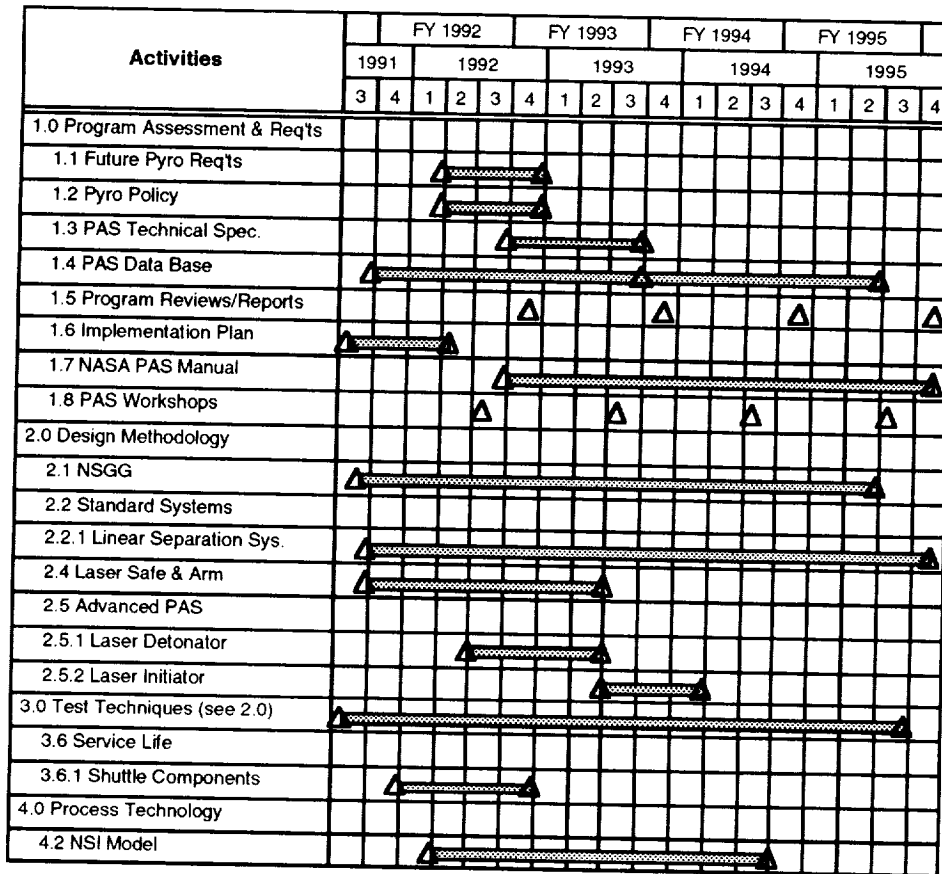 FY 1992 FY 1993 FY 1994 FY 1995
Activities
1991 1992 1993 1994 1995
3 4 1 2 3 4 1 2 3 4 1 2 3 4 1 2 3 4
1.0 Program Assessment & Req'ts
1.1 Future Pyro Req'ts
1.2 Pyro Policy
1.3 PAS Technical Spec.
1.4 PAS Data Base
1.5 Program Reviews/Reports
1.6 Implementation Plan
1.7 NASA PAS Manual
1.8 PAS Workshops
2.0 Design Methodology
2.1 NSGG
2.2 Standard Systems
2.2.1 Linear Separation Sys.
2.4 Laser Safe & Arm
2.5 Advanced PAS
2.5.1 Laser Detonator
2.5.2 Laser Initiator
3.0 Test Techniques (see 2.0)
3.6 Service Life
3.6.1 Shuttle Components
4.0 Process Technology
4.2 NSI Model